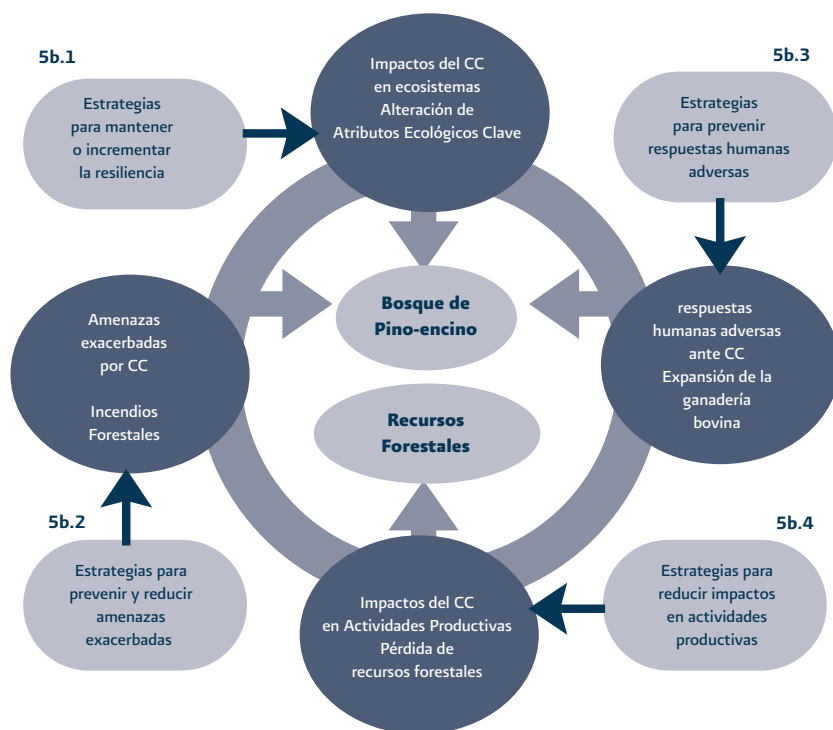 5b.1
Estrategias
para mantener
o incrementar
la resiliencia
Impactos del CC
en ecosistemas
Alteración de
Atributos Ecológicos Clave
5b.3
Estrategias
para prevenir
respuestas humanas
adversas
Amenazas
exacerbadas
por CC
Incendios
Forestales
Bosque de
Pino-encino
Recursos
Forestales
respuestas
humanas adversas
ante CC
Expansión de la
ganadería
bovina
5b.2
Estrategias para
prevenir y reducir
amenazas
exacerbadas
Impactos del CC
en Actividades Productivas
Pérdida de
recursos forestales
5b.4
Estrategias para
reducir impactos
en actividades
productivas